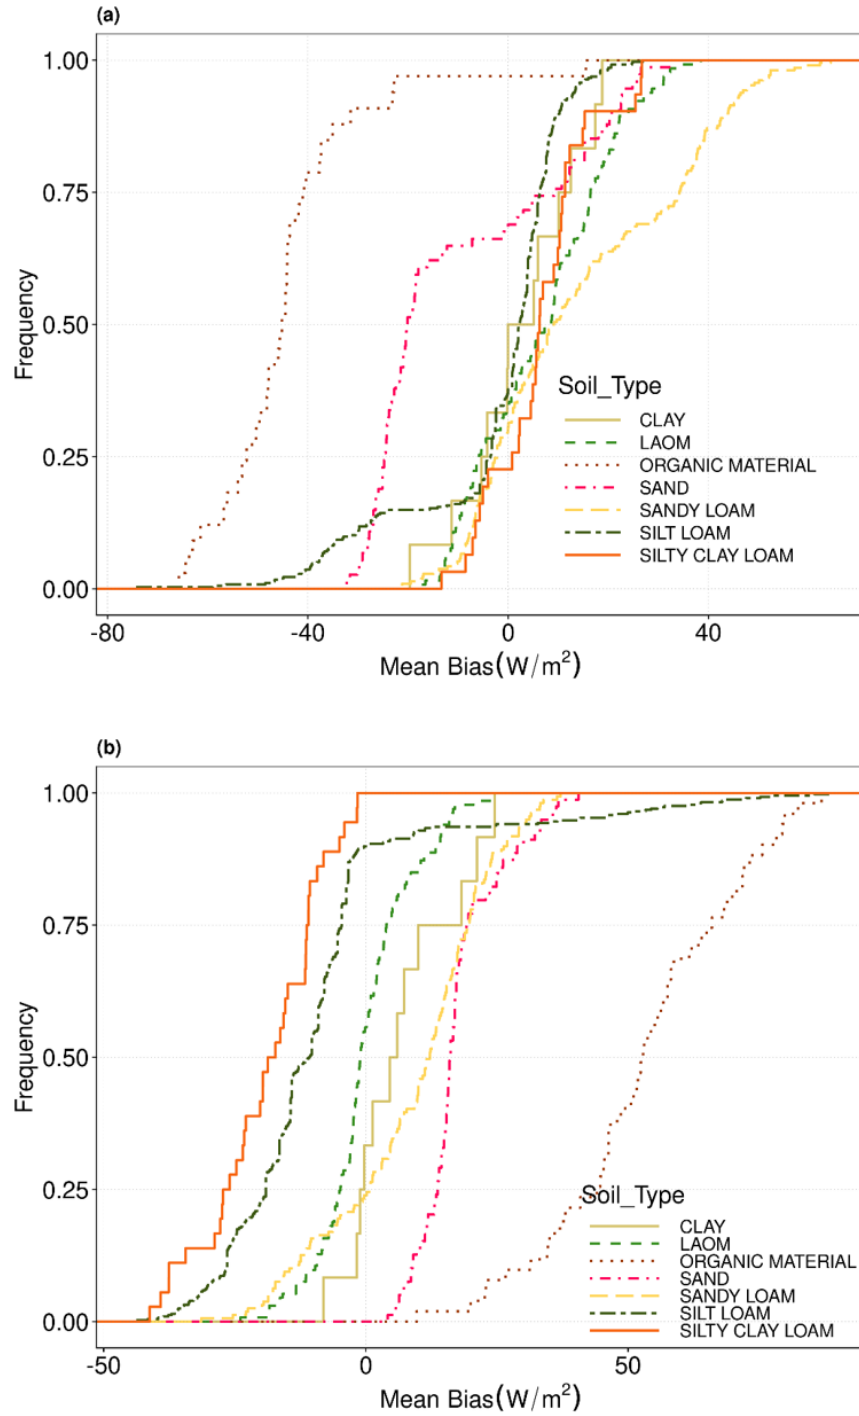 (a)
1.00
0.75
0.50
0.25
0.00
Frequency
Soil_Type
CLAY
LAOM
ORGANIC MATERIAL
SAND
SANDY LOAM
SILT LOAM
SILTY CLAY LOAM
-80 -40 0 40
Mean Bias(W/m²)
(b)
1.00
0.75
0.50
0.25
0.00
Frequency
Soil_Type
CLAY
LAOM
ORGANIC MATERIAL
SAND
SANDY LOAM
SILT LOAM
SILTY CLAY LOAM
-50 0 50
Mean Bias(W/m²)